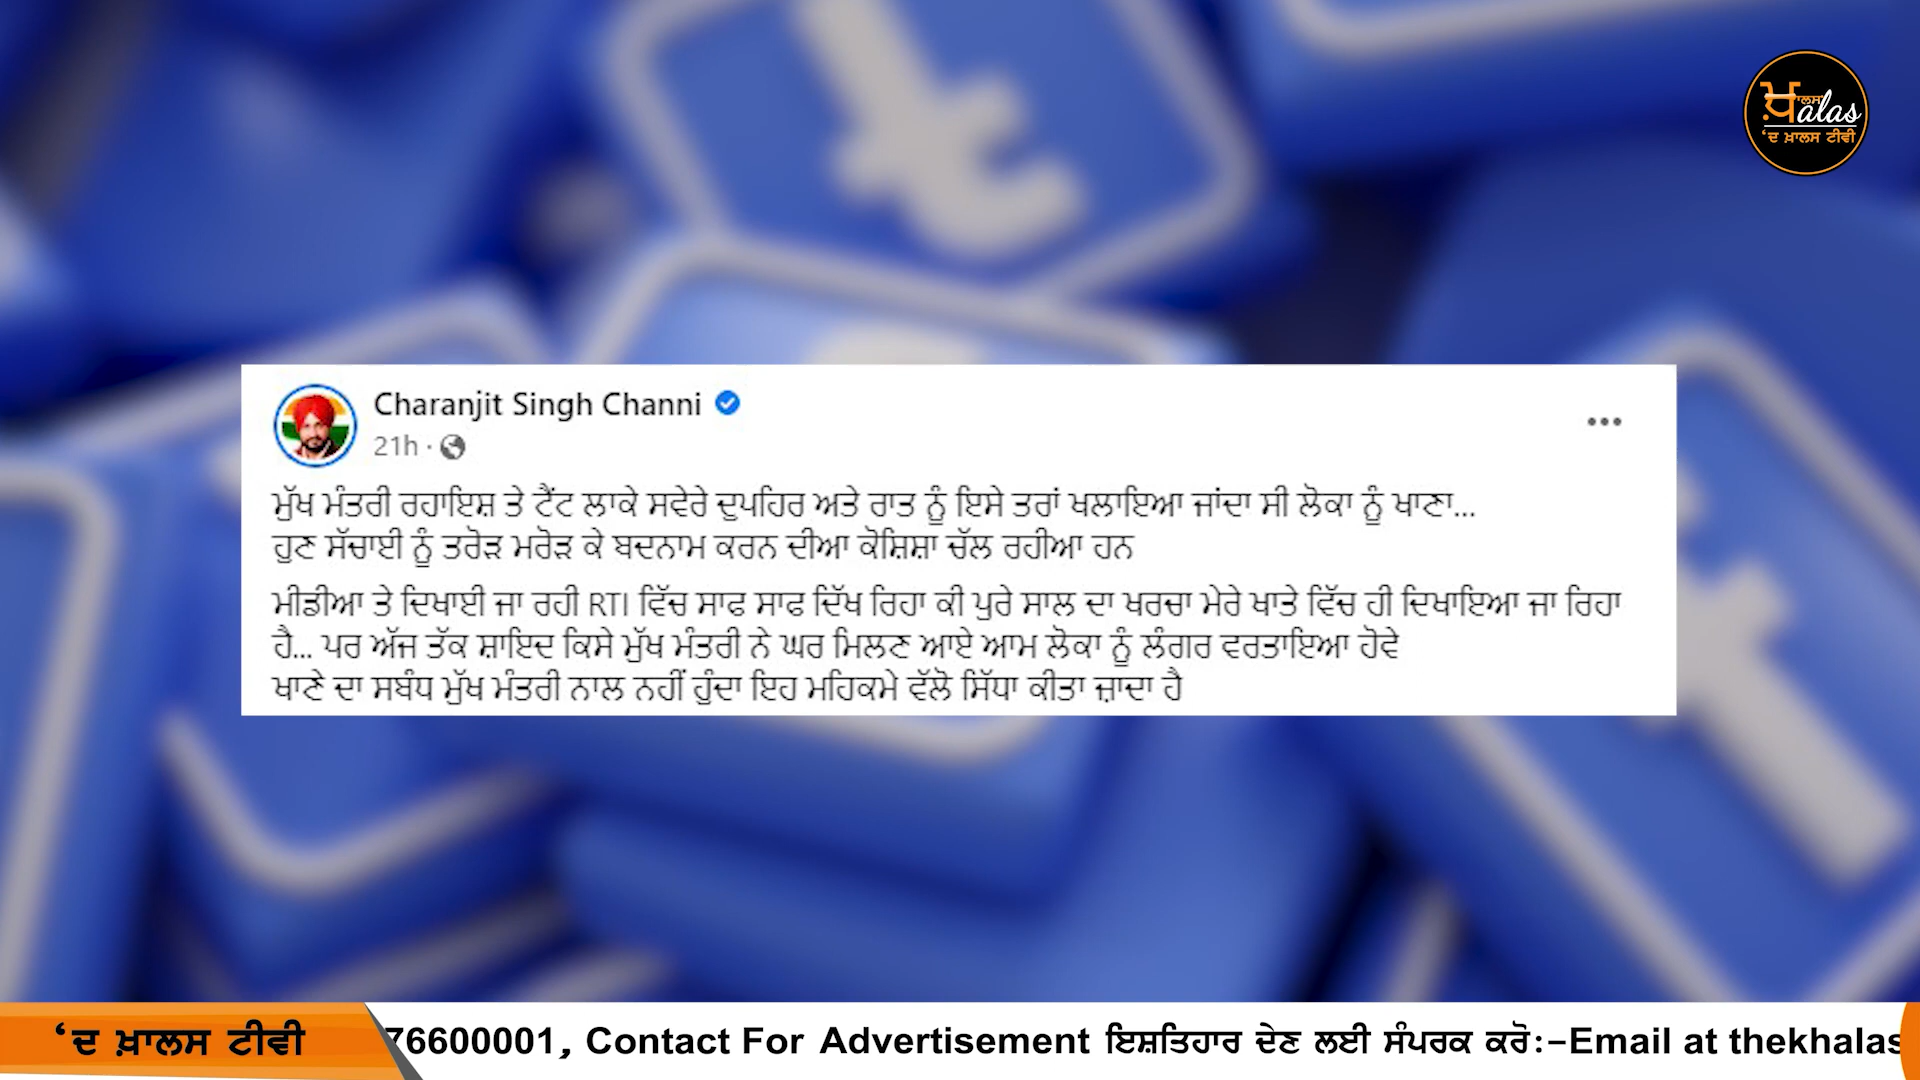 ਖ਼ਾਲਸ alas
'ਦ ਖ਼ਾਲਸ ਟੀਵੀ
Charanjit Singh Channi
21h ·
ਮੁੱਖ ਮੰਤਰੀ ਰਹਾਇਸ਼ ਤੇ ਟੈਂਟ ਲਾਕੇ ਸਵੇਰੇ ਦੁਪਹਿਰ ਅਤੇ ਰਾਤ ਨੂੰ ਇਸੇ ਤਰਾਂ ਖਲਾਇਆ ਜਾਂਦਾ ਸੀ ਲੋਕਾ ਨੂੰ ਖਾਣਾ...
ਹੁਣ ਸੱਚਾਈ ਨੂੰ ਤਰੋੜ ਮਰੋੜ ਕੇ ਬਦਨਾਮ ਕਰਨ ਦੀਆ ਕੋਸ਼ਿਸ਼ਾ ਚੱਲ ਰਹੀਆ ਹਨ
ਮੀਡੀਆ ਤੇ ਦਿਖਾਈ ਜਾ ਰਹੀ RTI ਵਿੱਚ ਸਾਫ ਸਾਫ ਦਿੱਖ ਰਿਹਾ ਕੀ ਪੂਰੇ ਸਾਲ ਦਾ ਖਰਚਾ ਮੇਰੇ ਖਾਤੇ ਵਿੱਚ ਹੀ ਦਿਖਾਇਆ ਜਾ ਰਿਹਾ
ਹੈ... ਪਰ ਅੱਜ ਤੱਕ ਸ਼ਾਇਦ ਕਿਸੇ ਮੁੱਖ ਮੰਤਰੀ ਨੇ ਘਰ ਮਿਲਣ ਆਏ ਆਮ ਲੋਕਾ ਨੂੰ ਲੰਗਰ ਵਰਤਾਇਆ ਹੋਵੇ
ਖਾਣੇ ਦਾ ਸਬੰਧ ਮੁੱਖ ਮੰਤਰੀ ਨਾਲ ਨਹੀਂ ਹੁੰਦਾ ਇਹ ਮਹਿਕਮੇ ਵੱਲੋ ਸਿੱਧਾ ਕੀਤਾ ਜ਼ਾਦਾ ਹੈ
'ਦ ਖ਼ਾਲਸ ਟੀਵੀ
76600001, Contact For Advertisement ਇਸ਼ਤਿਹਾਰ ਦੇਣ ਲਈ ਸੰਪਰਕ ਕਰੋ:-Email at thekhalas